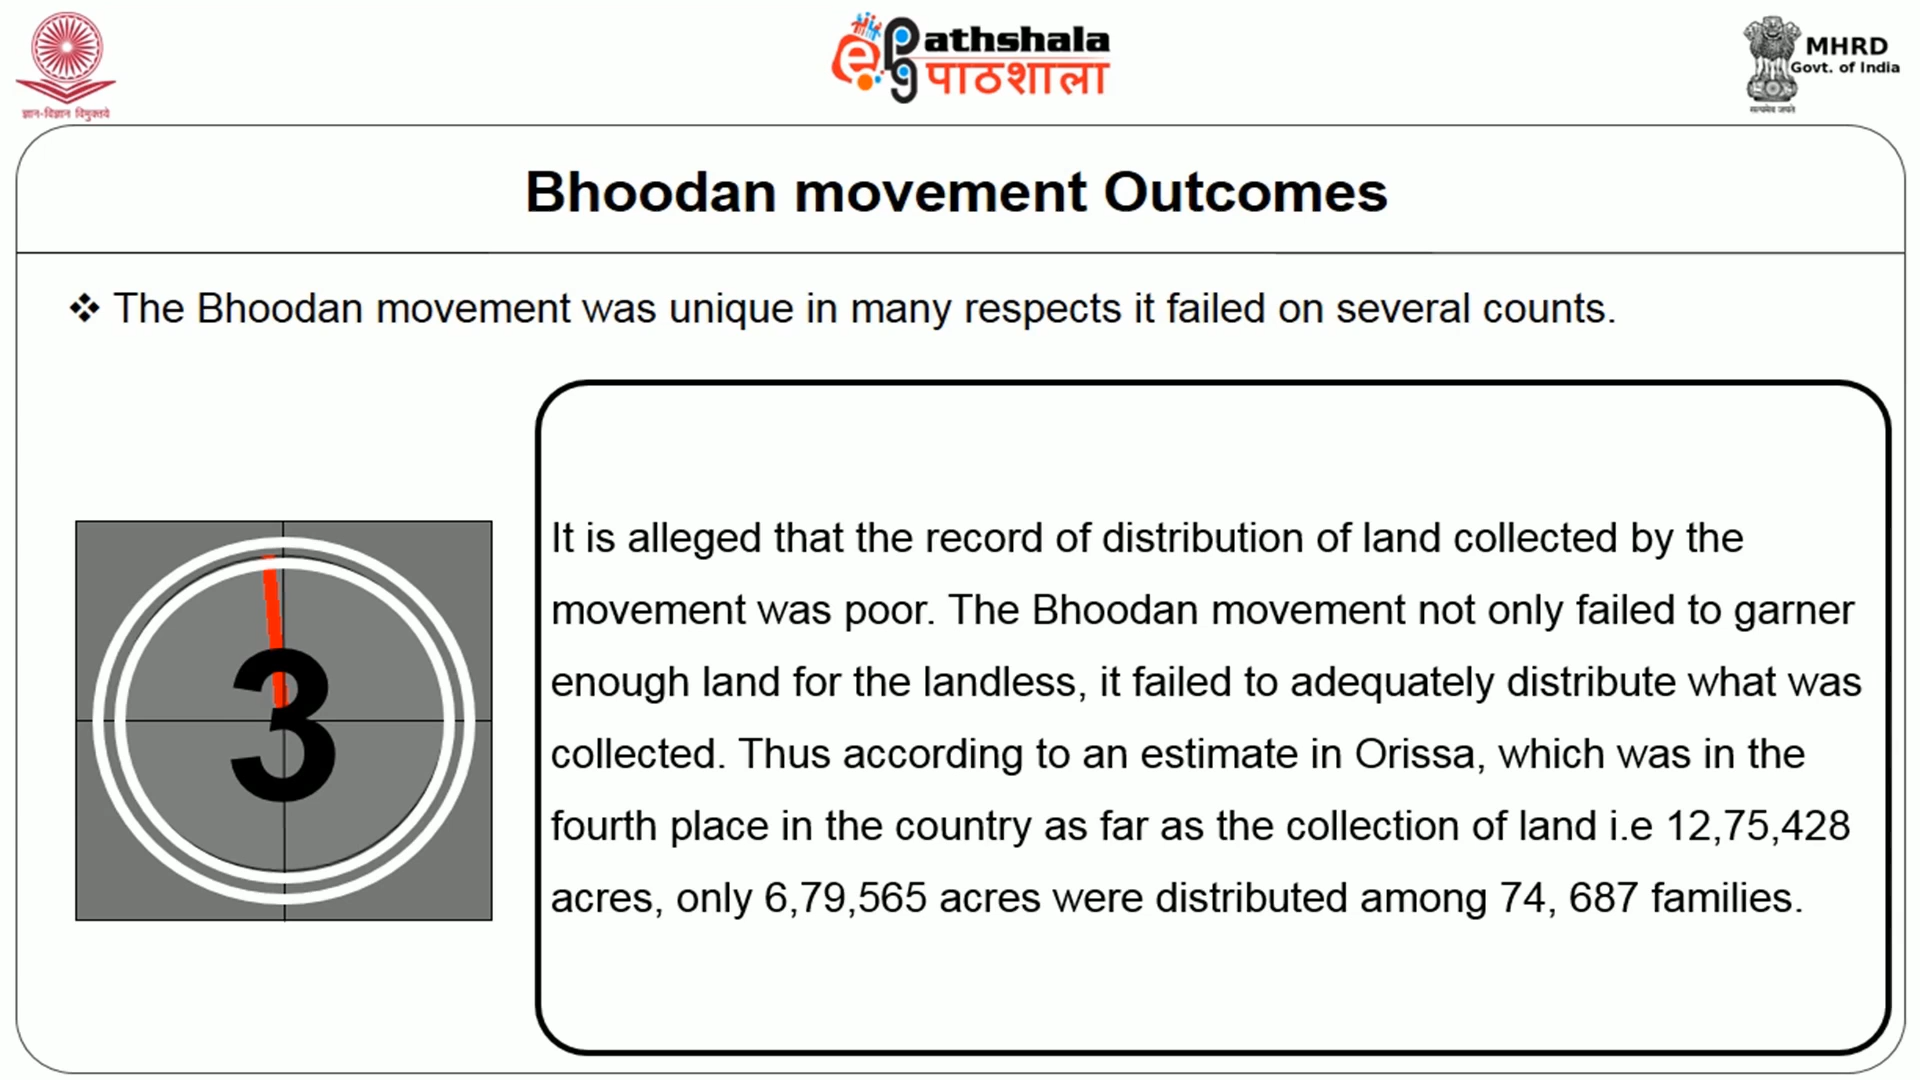 ज्ञान-विज्ञान विमुक्तये
ePg Pathshala
पाठशाला
MHRD
Govt. of India
सत्यमेव जयते
Bhoodan movement Outcomes
❖ The Bhoodan movement was unique in many respects it failed on several counts.
3
It is alleged that the record of distribution of land collected by the
movement was poor. The Bhoodan movement not only failed to garner
enough land for the landless, it failed to adequately distribute what was
collected. Thus according to an estimate in Orissa, which was in the
fourth place in the country as far as the collection of land i.e 12,75,428
acres, only 6,79,565 acres were distributed among 74, 687 families.